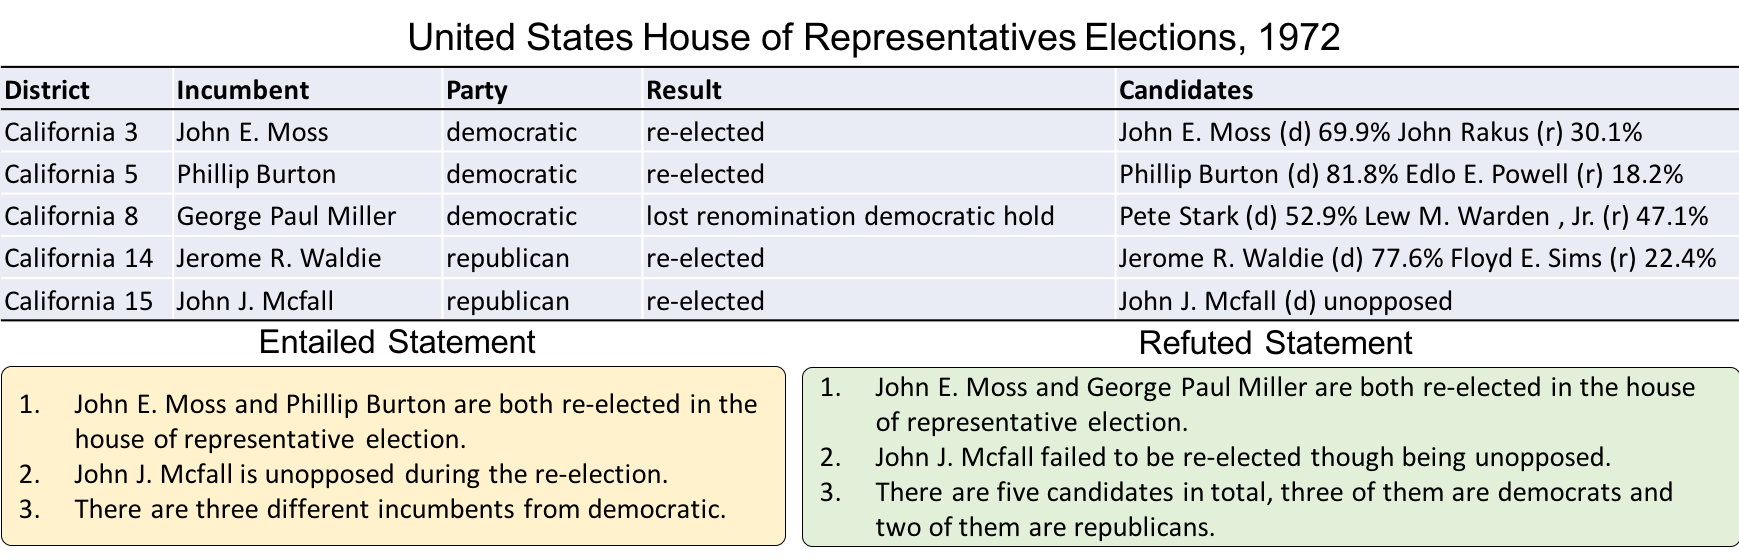 United States House of Representatives Elections, 1972
District Incumbent Party Result Candidates
California 3 John E. Moss democratic re-elected John E. Moss (d) 69.9% John Rakus (r) 30.1%
California 5 Phillip Burton democratic re-elected Phillip Burton (d) 81.8% Edlo E. Powell (r) 18.2%
California 8 George Paul Miller democratic lost renomination democratic hold Pete Stark (d) 52.9% Lew M. Warden , Jr. (r) 47.1%
California 14 Jerome R. Waldie republican re-elected Jerome R. Waldie (d) 77.6% Floyd E. Sims (r) 22.4%
California 15 John J. Mcfall republican re-elected John J. Mcfall (d) unopposed
Entailed Statement
1. John E. Moss and Phillip Burton are both re-elected in the
house of representative election.
2. John J. Mcfall is unopposed during the re-election.
3. There are three different incumbents from democratic.
Refuted Statement
1. John E. Moss and George Paul Miller are both re-elected in the house
of representative election.
2. John J. Mcfall failed to be re-elected though being unopposed.
3. There are five candidates in total, three of them are democrats and
two of them are republicans.